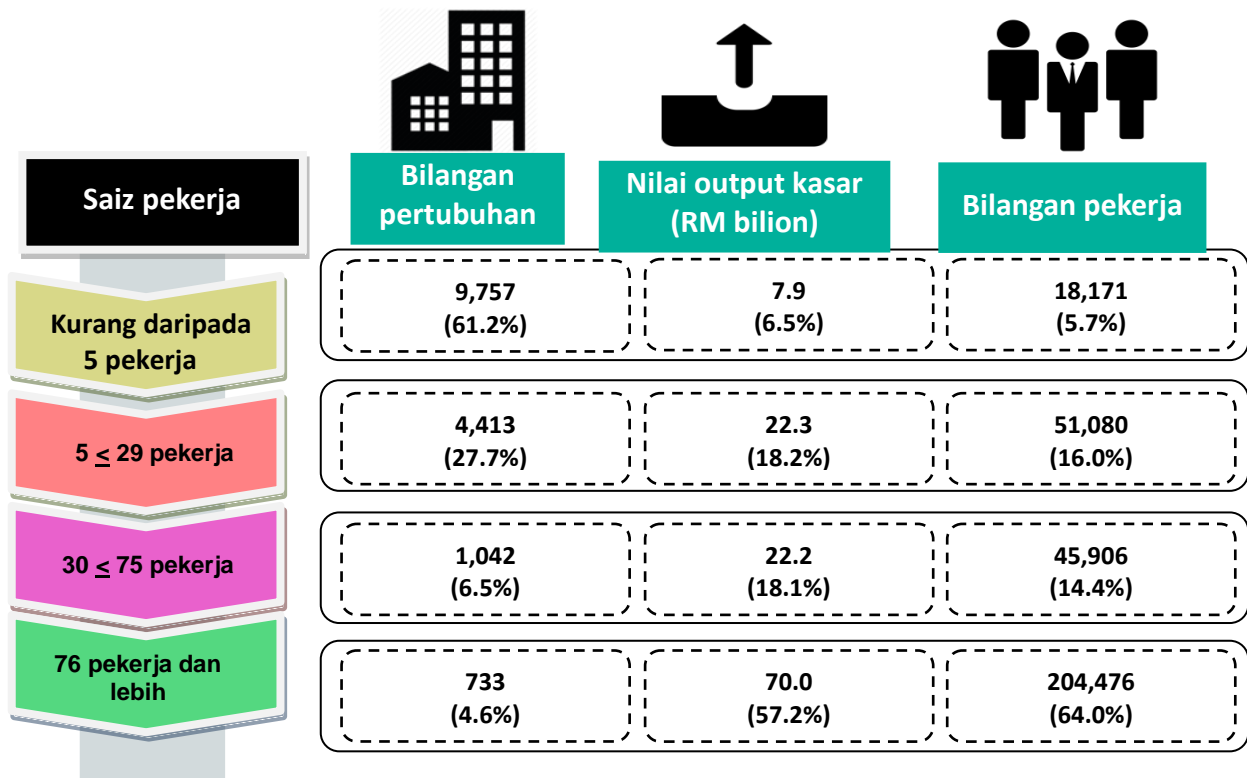 Saiz pekerja
Bilangan
pertubuhan
Nilai output kasar
(RM bilion)
Bilangan pekerja
Kurang daripada
5 pekerja
9,757
(61.2%)
7.9
(6.5%)
18,171
(5.7%)
5 ≤ 29 pekerja
4,413
(27.7%)
22.3
(18.2%)
51,080
(16.0%)
30 ≤ 75 pekerja
1,042
(6.5%)
22.2
(18.1%)
45,906
(14.4%)
76 pekerja dan
lebih
733
(4.6%)
70.0
(57.2%)
204,476
(64.0%)